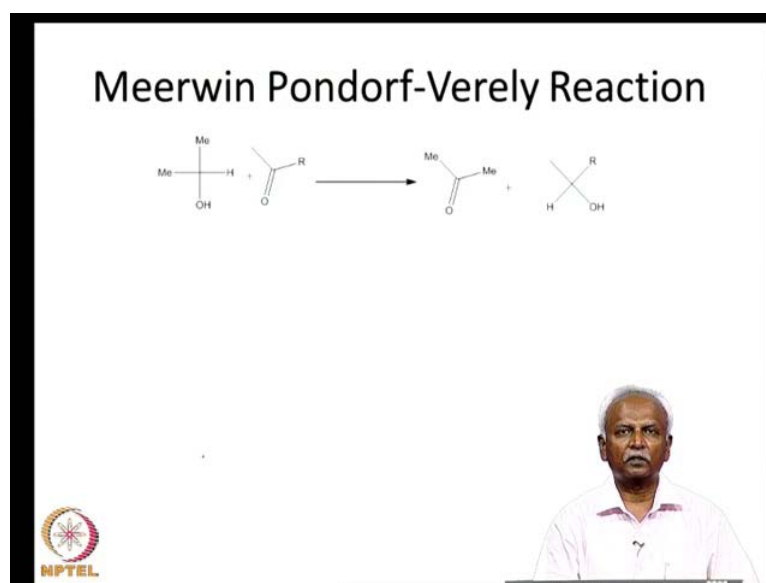 Meerwin Pondorf-Verely Reaction
Me
Me H + R Me Me + R
OH O O H OH
NPTEL